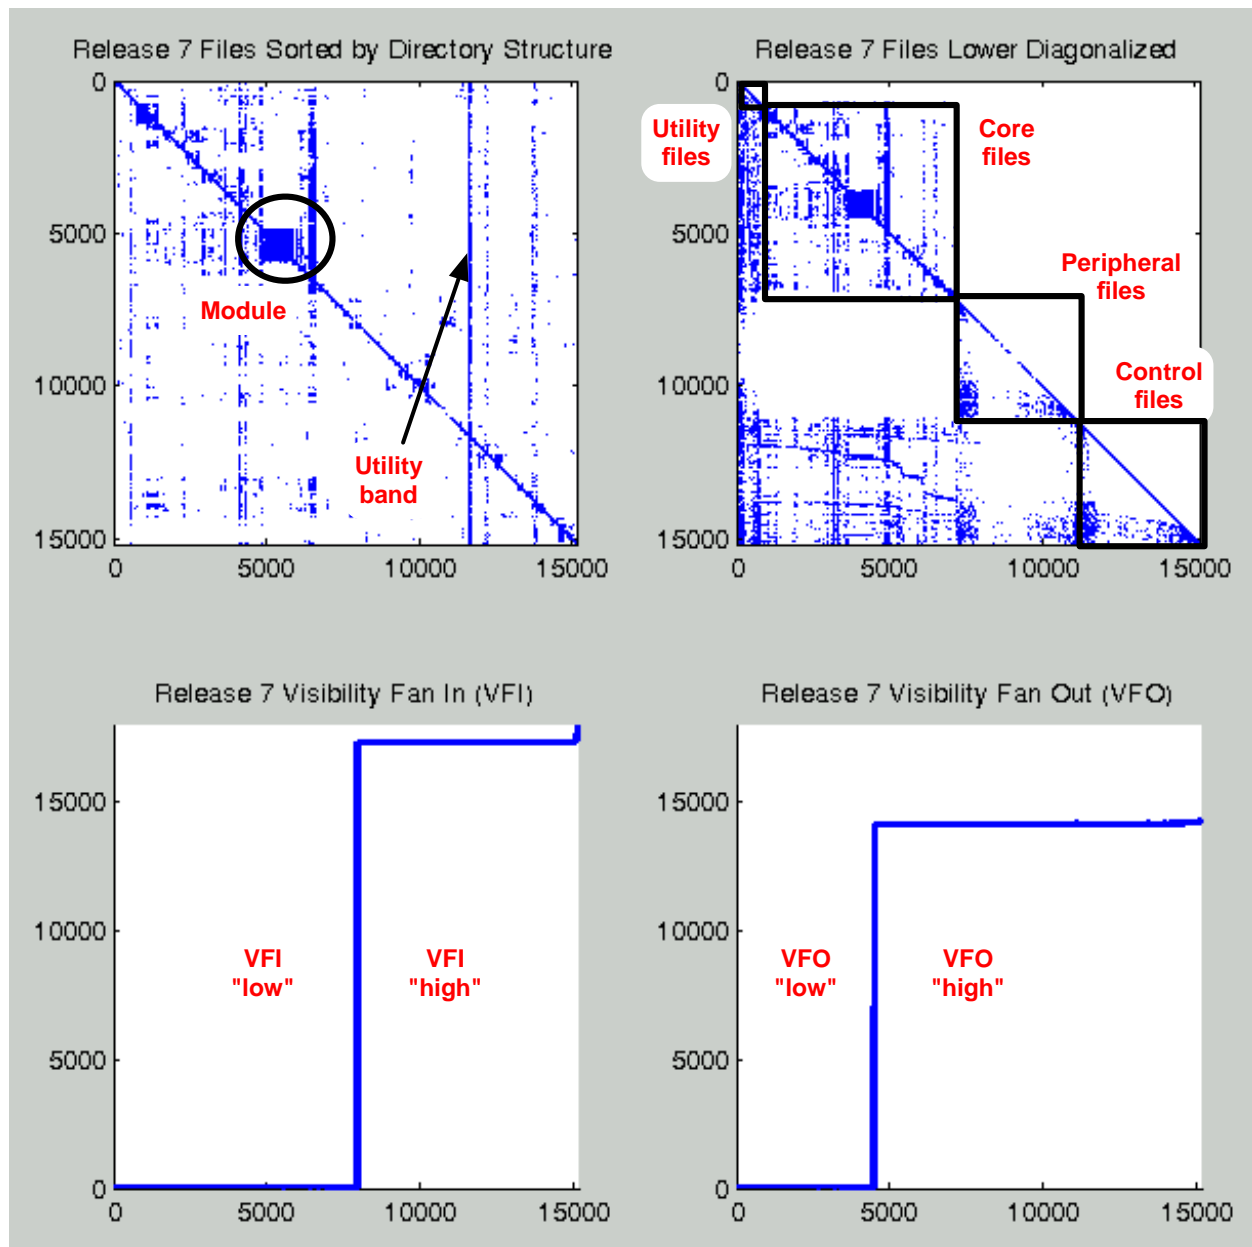 Release 7 Files Sorted by Directory Structure
0
5000
10000
15000
0
5000
10000
15000
Module
Utility
band
Release 7 Files Lower Diagonalized
0
5000
10000
15000
0
5000
10000
15000
Utility
files
Core
files
Peripheral
files
Control
files
Release 7 Visibility Fan In (VFI)
15000
10000
5000
0
0
5000
10000
15000
VFI
"low"
VFI
"high"
Release 7 Visibility Fan Out (VFO)
15000
10000
5000
0
0
5000
10000
15000
VFO
"low"
VFO
"high"